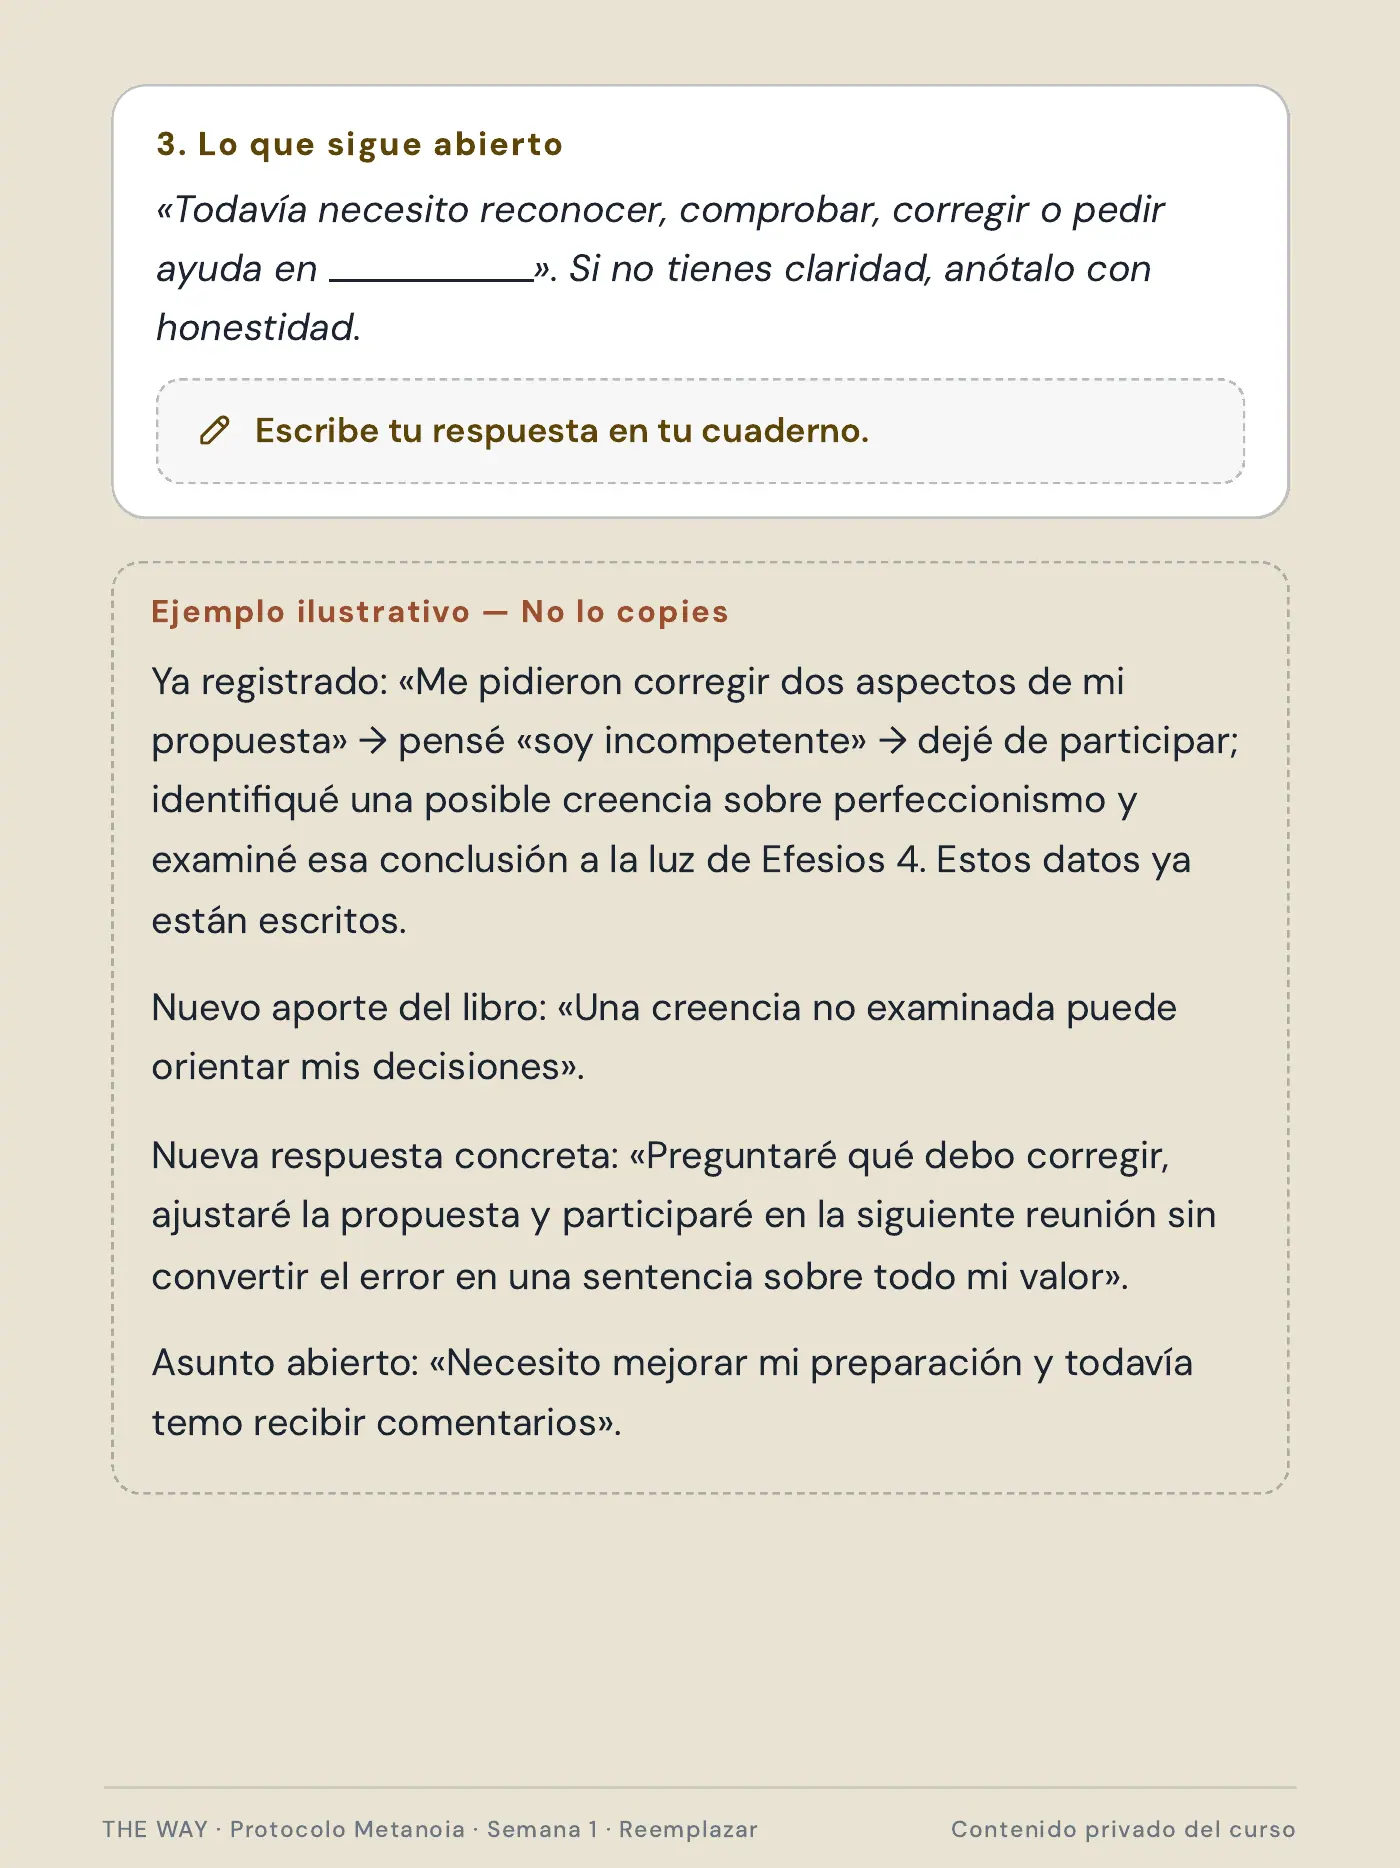 3. Lo que sigue abierto
«Todavía necesito reconocer, comprobar, corregir o pedir
ayuda en ___________». Si no tienes claridad, anótalo con
honestidad.
Escribe tu respuesta en tu cuaderno.
Ejemplo ilustrativo — No lo copies
Ya registrado: «Me pidieron corregir dos aspectos de mi
propuesta» → pensé «soy incompetente» → dejé de participar;
identifiqué una posible creencia sobre perfeccionismo y
examiné esa conclusión a la luz de Efesios 4. Estos datos ya
están escritos.
Nuevo aporte del libro: «Una creencia no examinada puede
orientar mis decisiones».
Nueva respuesta concreta: «Preguntaré qué debo corregir,
ajustaré la propuesta y participaré en la siguiente reunión sin
convertir el error en una sentencia sobre todo mi valor».
Asunto abierto: «Necesito mejorar mi preparación y todavía
temo recibir comentarios».
THE WAY · Protocolo Metanoia · Semana 1 · Reemplazar
Contenido privado del curso